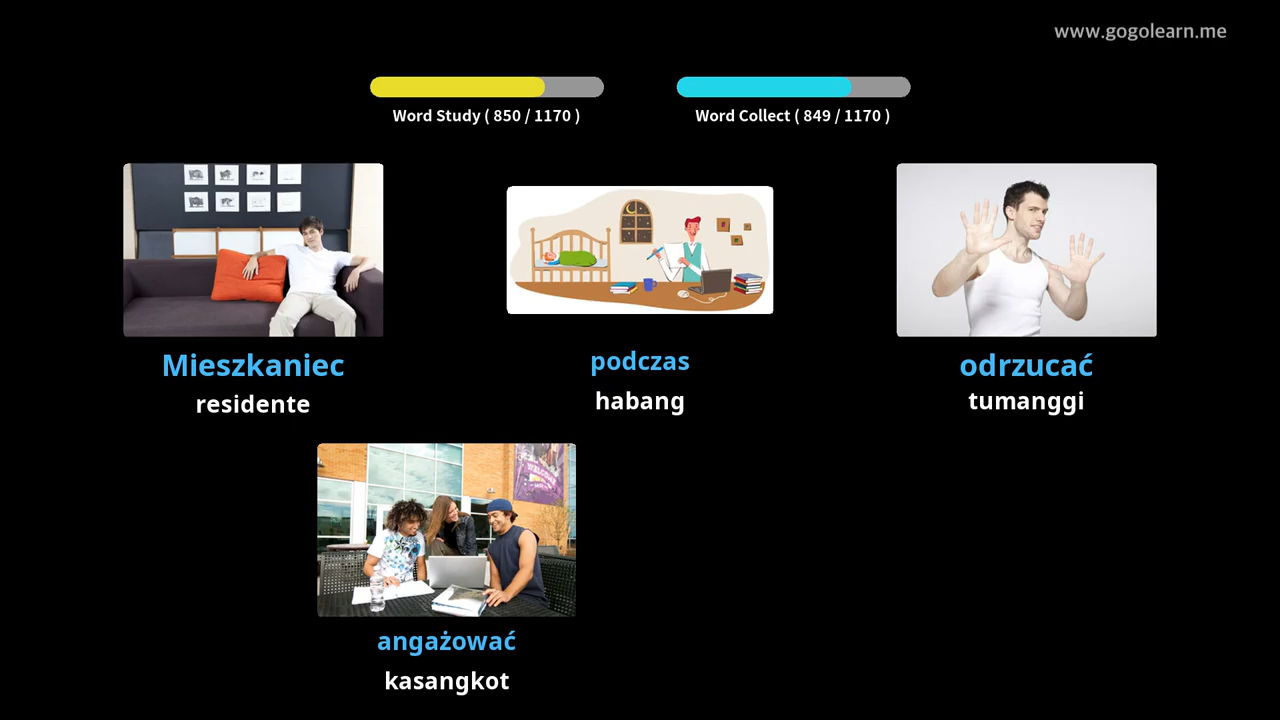 www.gogolearn.me
Word Study ( 850 / 1170 )
Word Collect ( 849 / 1170 )
Mieszkaniec
residente
podczas
habang
odrzucać
tumanggi
angażować
kasangkot